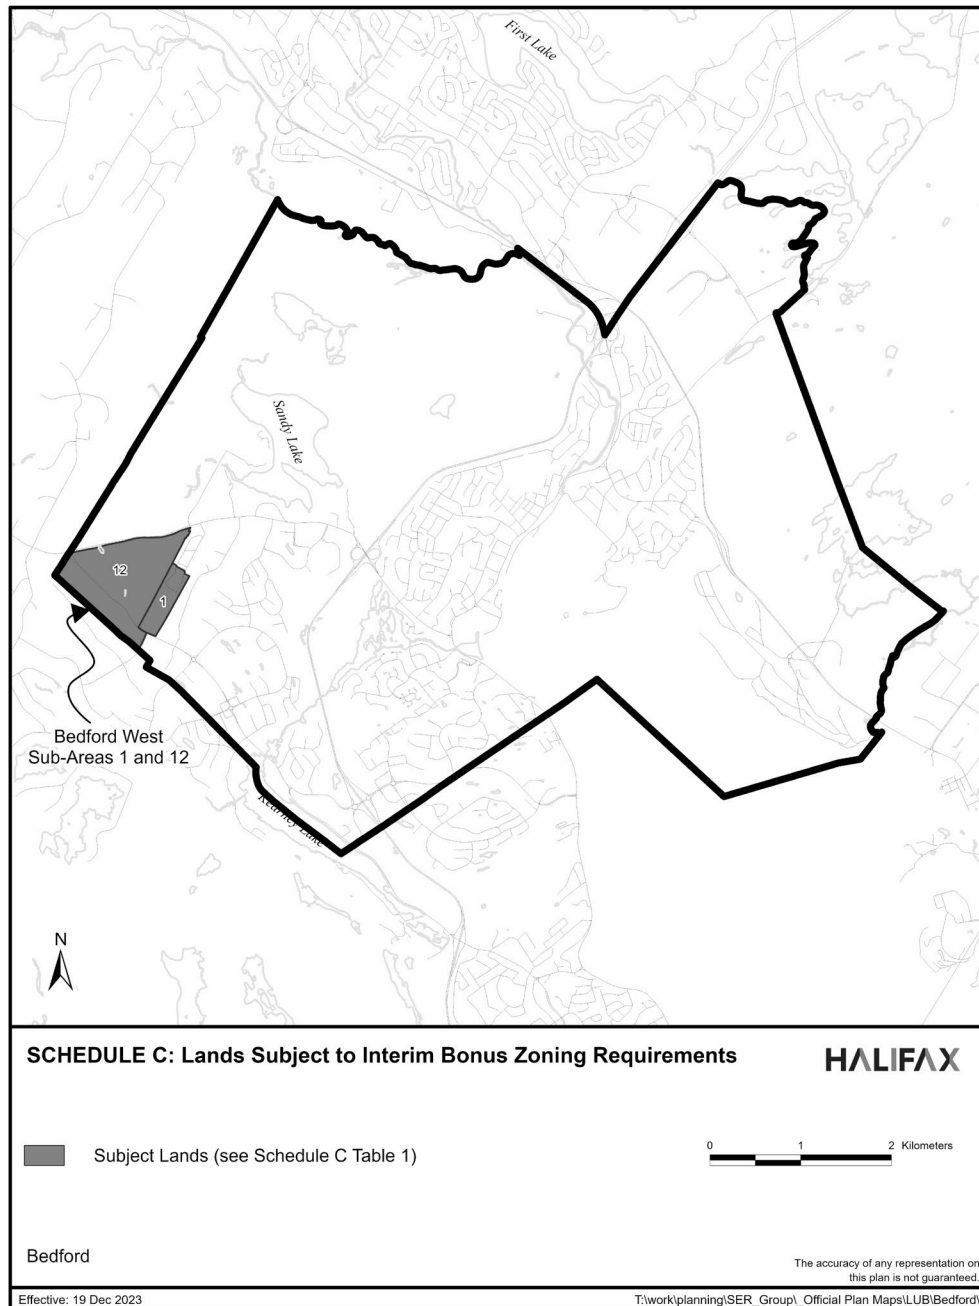 First Lake
Sandy Lake
12
1
Bedford West
Sub-Areas 1 and 12
Kearney Lake
N
SCHEDULE C: Lands Subject to Interim Bonus Zoning Requirements
HALIFAX
Subject Lands (see Schedule C Table 1)
0 1 2 Kilometers
Bedford
The accuracy of any representation on
this plan is not guaranteed.
Effective: 19 Dec 2023
T:\work\planning\SER_Group\_Official Plan Maps\LUB\Bedford\